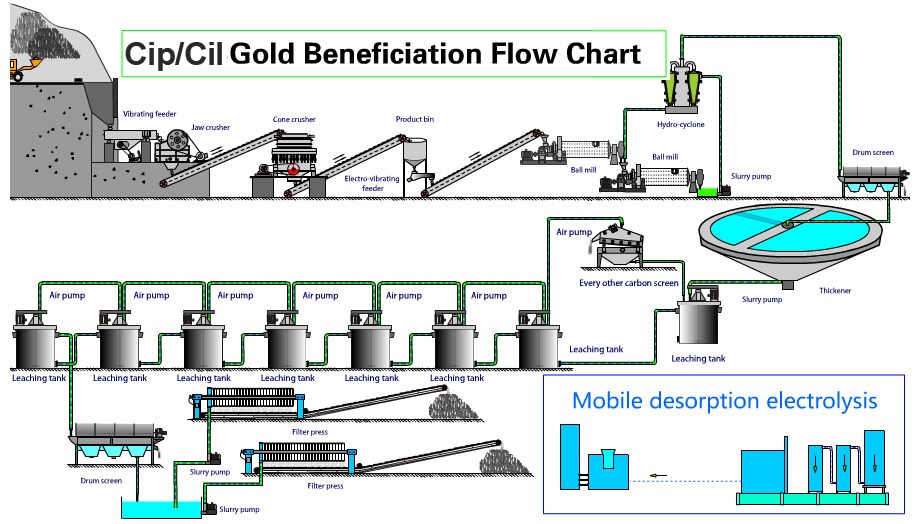 Cip/Cil Gold Beneficiation Flow Chart
Vibrating feeder
Jaw crusher
Cone crusher
Product bin
Electro-vibrating
feeder
Ball mill
Hydro-cyclone
Ball mill
Slurry pump
Drum screen
Air pump
Every other carbon screen
Slurry pump
Thickener
Leaching tank
Air pump
Air pump
Air pump
Air pump
Air pump
Air pump
Leaching tank
Leaching tank
Leaching tank
Leaching tank
Leaching tank
Leaching tank
Leaching tank
Filter press
Slurry pump
Drum screen
Filter press
Slurry pump
Mobile desorption electrolysis